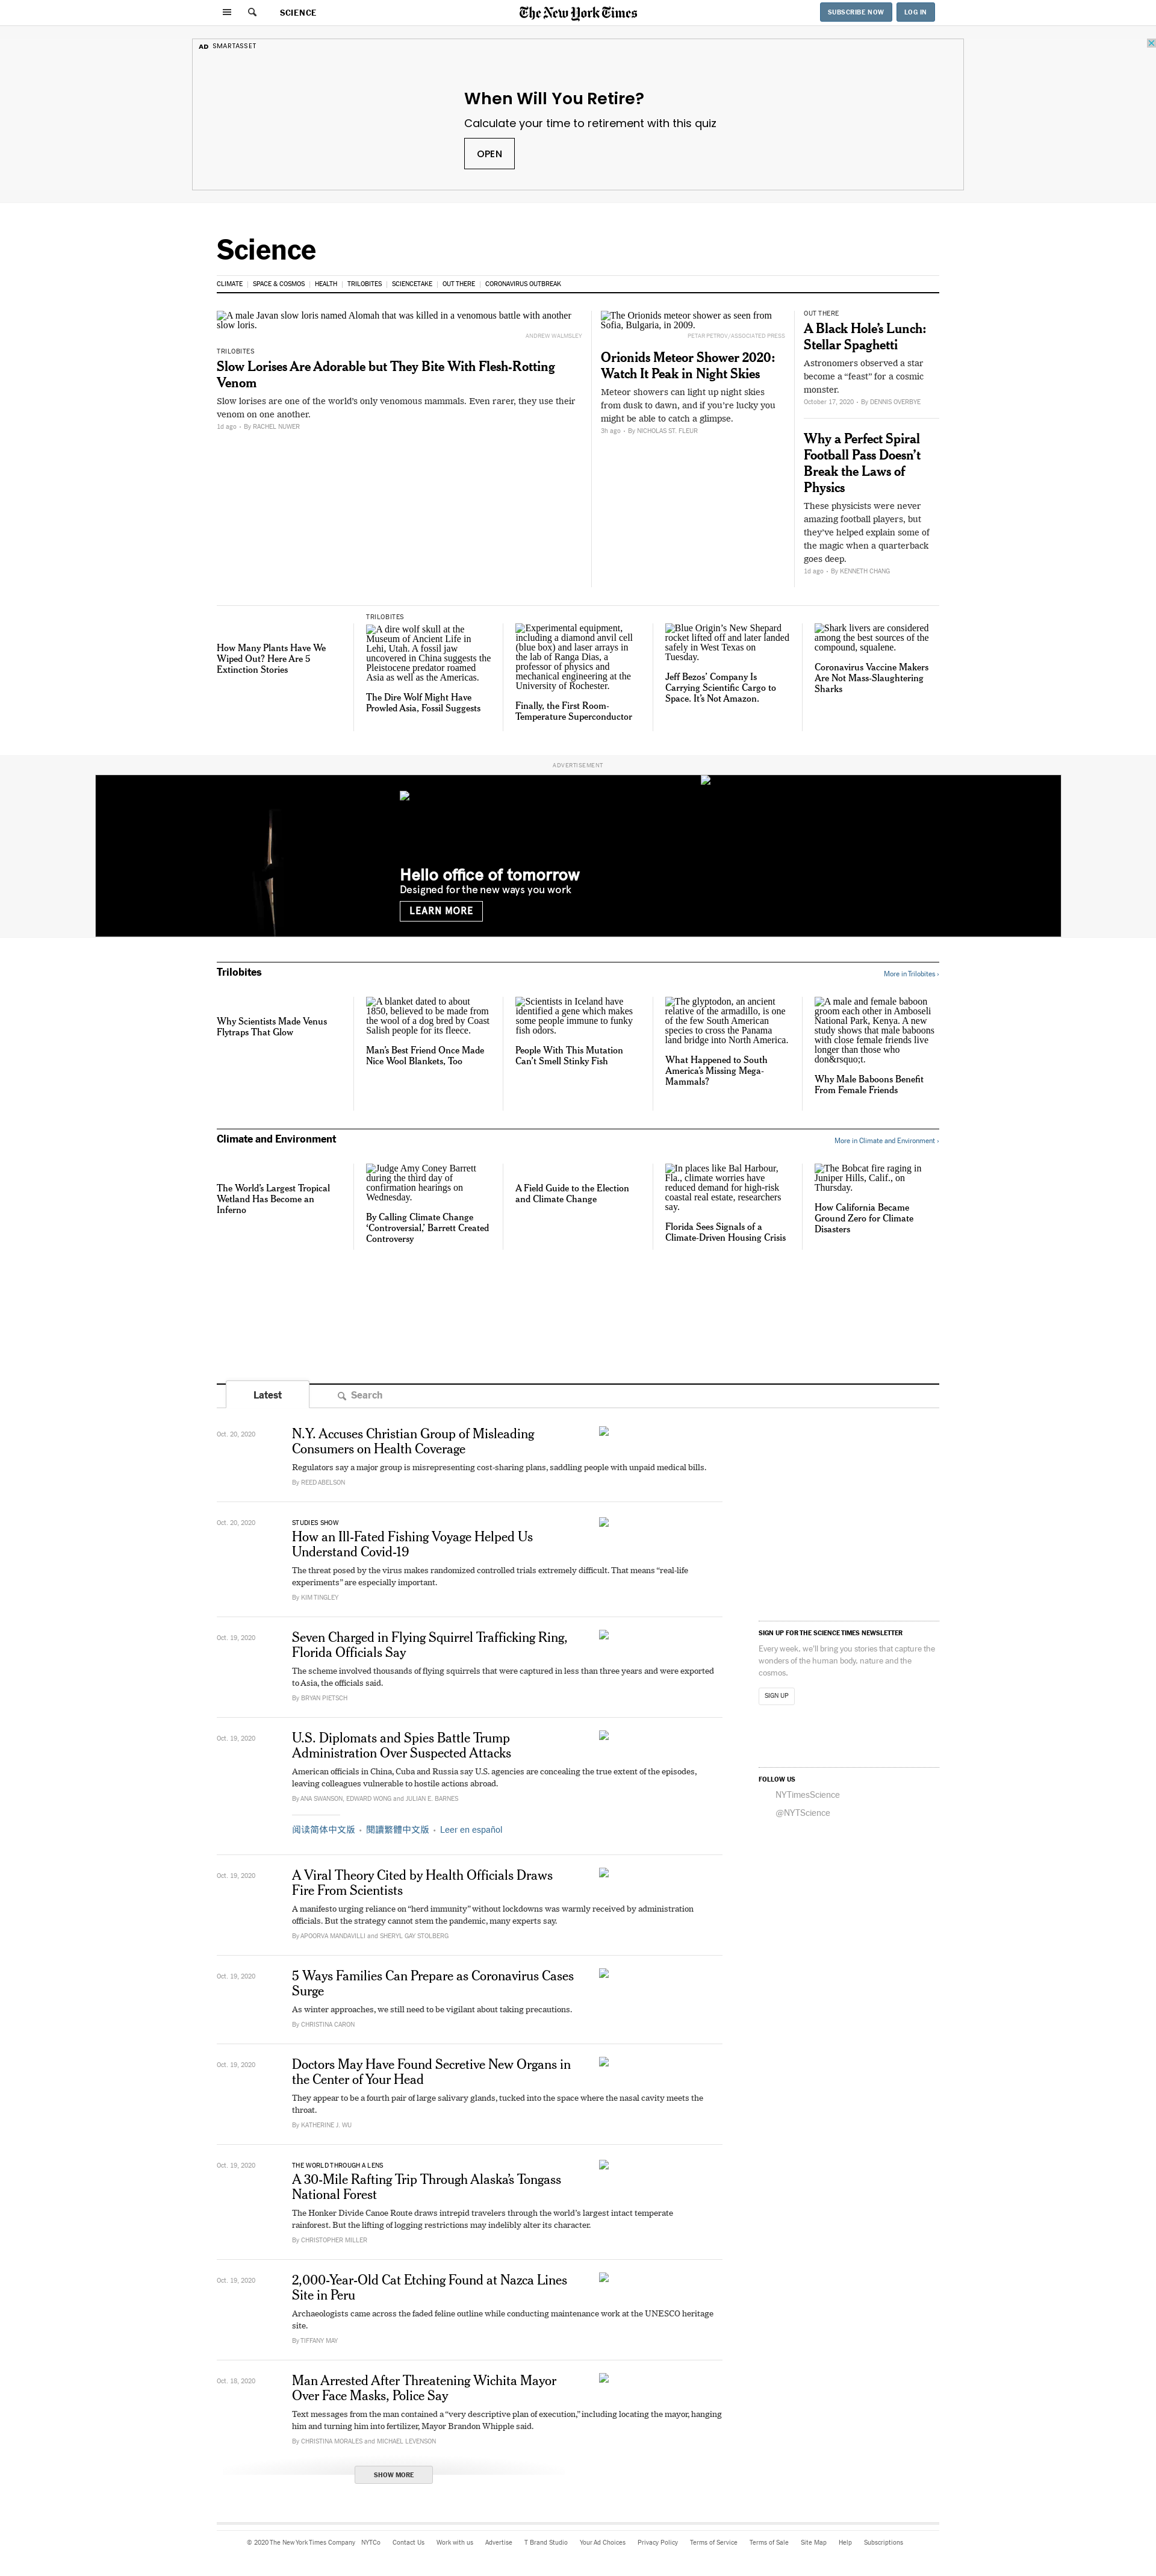 SCIENCE
The New York Times
SUBSCRIBE NOW
LOG IN
AD SMARTASSET
When Will You Retire?
Calculate your time to retirement with this quiz
OPEN
Science
CLIMATE
SPACE & COSMOS
HEALTH
TRILOBITES
SCIENCETAKE
OUT THERE
CORONAVIRUS OUTBREAK
A male Javan slow loris named Alomah that was killed in a venomous battle with another
slow loris.
ANDREW WALMSLEY
TRILOBITES
Slow Lorises Are Adorable but They Bite With Flesh-Rotting
Venom
Slow lorises are one of the world's only venomous mammals. Even rarer, they use their
venom on one another.
1d ago • By RACHEL NUWER
The Orionids meteor shower as seen from
Sofia, Bulgaria, in 2009.
PETAR PETROV/ASSOCIATED PRESS
Orionids Meteor Shower 2020:
Watch It Peak in Night Skies
Meteor showers can light up night skies
from dusk to dawn, and if you're lucky you
might be able to catch a glimpse.
3h ago • By NICHOLAS ST. FLEUR
OUT THERE
A Black Hole's Lunch:
Stellar Spaghetti
Astronomers observed a star
become a “feast” for a cosmic
monster.
October 17, 2020 • By DENNIS OVERBYE
Why a Perfect Spiral
Football Pass Doesn't
Break the Laws of
Physics
These physicists were never
amazing football players, but
they've helped explain some of
the magic when a quarterback
goes deep.
1d ago • By KENNETH CHANG
How Many Plants Have We
Wiped Out? Here Are 5
Extinction Stories
TRILOBITES
A dire wolf skull at the
Museum of Ancient Life in
Lehi, Utah. A fossil jaw
uncovered in China suggests the
Pleistocene predator roamed
Asia as well as the Americas.
The Dire Wolf Might Have
Prowled Asia, Fossil Suggests
Experimental equipment,
including a diamond anvil cell
(blue box) and laser arrays in
the lab of Ranga Dias, a
professor of physics and
mechanical engineering at the
University of Rochester.
Finally, the First Room-
Temperature Superconductor
Blue Origin's New Shepard
rocket lifted off and later landed
safely in West Texas on
Tuesday.
Jeff Bezos' Company Is
Carrying Scientific Cargo to
Space. It's Not Amazon.
Shark livers are considered
among the best sources of the
compound, squalene.
Coronavirus Vaccine Makers
Are Not Mass-Slaughtering
Sharks
ADVERTISEMENT
Hello office of tomorrow
Designed for the new ways you work
LEARN MORE
Trilobites
More in Trilobites ›
Why Scientists Made Venus
Flytraps That Glow
A blanket dated to about
1850, believed to be made from
the wool of a dog bred by Coast
Salish people for its fleece.
Man's Best Friend Once Made
Nice Wool Blankets, Too
Scientists in Iceland have
identified a gene which makes
some people immune to funky
fish odors.
People With This Mutation
Can't Smell Stinky Fish
The glyptodon, an ancient
relative of the armadillo, is one
of the few South American
species to cross the Panama
land bridge into North America.
What Happened to South
America's Missing Mega-
Mammals?
A male and female baboon
groom each other in Amboseli
National Park, Kenya. A new
study shows that male baboons
with close female friends live
longer than those who
don&rsquo;t.
Why Male Baboons Benefit
From Female Friends
Climate and Environment
More in Climate and Environment ›
The World's Largest Tropical
Wetland Has Become an
Inferno
Judge Amy Coney Barrett
during the third day of
confirmation hearings on
Wednesday.
By Calling Climate Change
‘Controversial,’ Barrett Created
Controversy
A Field Guide to the Election
and Climate Change
In places like Bal Harbour,
Fla., climate worries have
reduced demand for high-risk
coastal real estate, researchers
say.
Florida Sees Signals of a
Climate-Driven Housing Crisis
The Bobcat fire raging in
Juniper Hills, Calif., on
Thursday.
How California Became
Ground Zero for Climate
Disasters
Latest
Search
Oct. 20, 2020
N.Y. Accuses Christian Group of Misleading
Consumers on Health Coverage
Regulators say a major group is misrepresenting cost-sharing plans, saddling people with unpaid medical bills.
By REED ABELSON
Oct. 20, 2020
STUDIES SHOW
How an Ill-Fated Fishing Voyage Helped Us
Understand Covid-19
The threat posed by the virus makes randomized controlled trials extremely difficult. That means “real-life
experiments” are especially important.
By KIM TINGLEY
Oct. 19, 2020
Seven Charged in Flying Squirrel Trafficking Ring,
Florida Officials Say
The scheme involved thousands of flying squirrels that were captured in less than three years and were exported
to Asia, the officials said.
By BRYAN PIETSCH
Oct. 19, 2020
U.S. Diplomats and Spies Battle Trump
Administration Over Suspected Attacks
American officials in China, Cuba and Russia say U.S. agencies are concealing the true extent of the episodes,
leaving colleagues vulnerable to hostile actions abroad.
By ANA SWANSON, EDWARD WONG and JULIAN E. BARNES
阅读简体中文版 • 閱讀繁體中文版 • Leer en español
Oct. 19, 2020
A Viral Theory Cited by Health Officials Draws
Fire From Scientists
A manifesto urging reliance on “herd immunity” without lockdowns was warmly received by administration
officials. But the strategy cannot stem the pandemic, many experts say.
By APOORVA MANDAVILLI and SHERYL GAY STOLBERG
Oct. 19, 2020
5 Ways Families Can Prepare as Coronavirus Cases
Surge
As winter approaches, we still need to be vigilant about taking precautions.
By CHRISTINA CARON
Oct. 19, 2020
Doctors May Have Found Secretive New Organs in
the Center of Your Head
They appear to be a fourth pair of large salivary glands, tucked into the space where the nasal cavity meets the
throat.
By KATHERINE J. WU
Oct. 19, 2020
THE WORLD THROUGH A LENS
A 30-Mile Rafting Trip Through Alaska's Tongass
National Forest
The Honker Divide Canoe Route draws intrepid travelers through the world's largest intact temperate
rainforest. But the lifting of logging restrictions may indelibly alter its character.
By CHRISTOPHER MILLER
Oct. 19, 2020
2,000-Year-Old Cat Etching Found at Nazca Lines
Site in Peru
Archaeologists came across the faded feline outline while conducting maintenance work at the UNESCO heritage
site.
By TIFFANY MAY
Oct. 18, 2020
Man Arrested After Threatening Wichita Mayor
Over Face Masks, Police Say
Text messages from the man contained a “very descriptive plan of execution,” including locating the mayor, hanging
him and turning him into fertilizer, Mayor Brandon Whipple said.
By CHRISTINA MORALES and MICHAEL LEVENSON
SHOW MORE
SIGN UP FOR THE SCIENCE TIMES NEWSLETTER
Every week, we'll bring you stories that capture the
wonders of the human body, nature and the
cosmos.
SIGN UP
FOLLOW US
NYTimesScience
@NYTScience
© 2020 The New York Times Company
NYTCo
Contact Us
Work with us
Advertise
T Brand Studio
Your Ad Choices
Privacy Policy
Terms of Service
Terms of Sale
Site Map
Help
Subscriptions